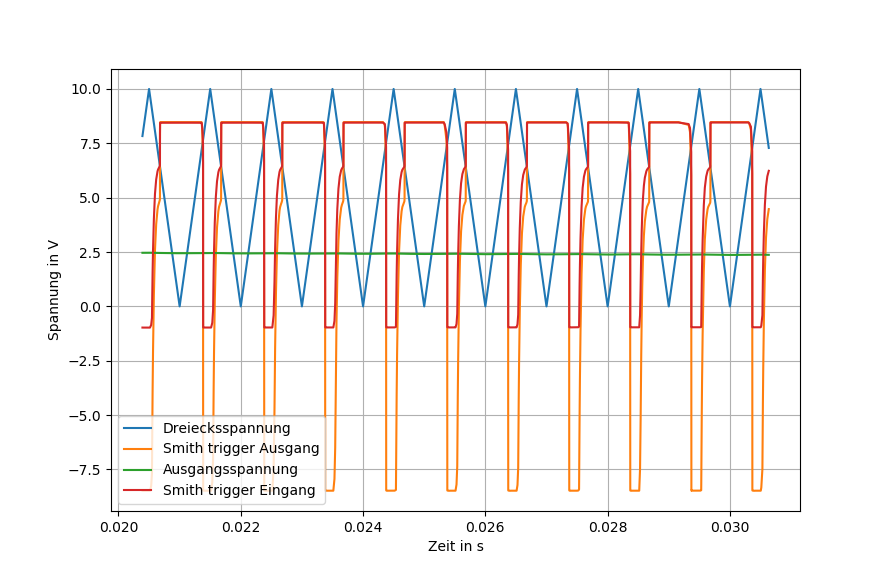 10.0
7.5
5.0
2.5
0.0
−2.5
−5.0
−7.5
Spannung in V
Dreiecksspannung
Smith trigger Ausgang
Ausgangsspannung
Smith trigger Eingang
0.020 0.022 0.024 0.026 0.028 0.030
Zeit in s